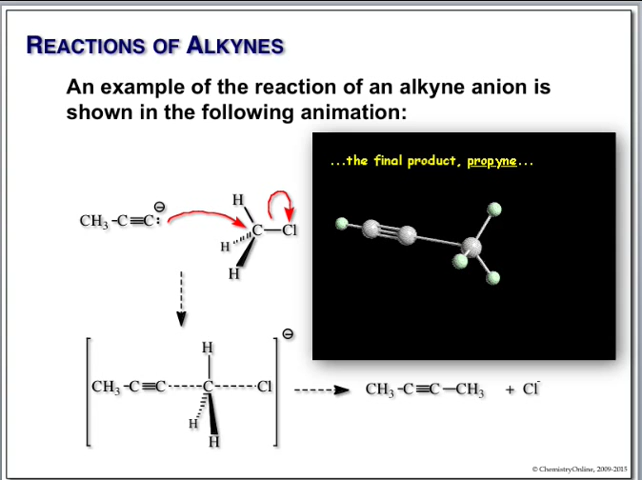 REACTIONS OF ALKYNES
An example of the reaction of an alkyne anion is
shown in the following animation:
...the final product, propyne...
CH₃-C≡C:⊖
H
C—Cl
H
H
⊖
H
CH₃-C≡C-----C------Cl
H
H
CH₃-C≡C—CH₃ + Cl⁻
© ChemistryOnline, 2009-2015